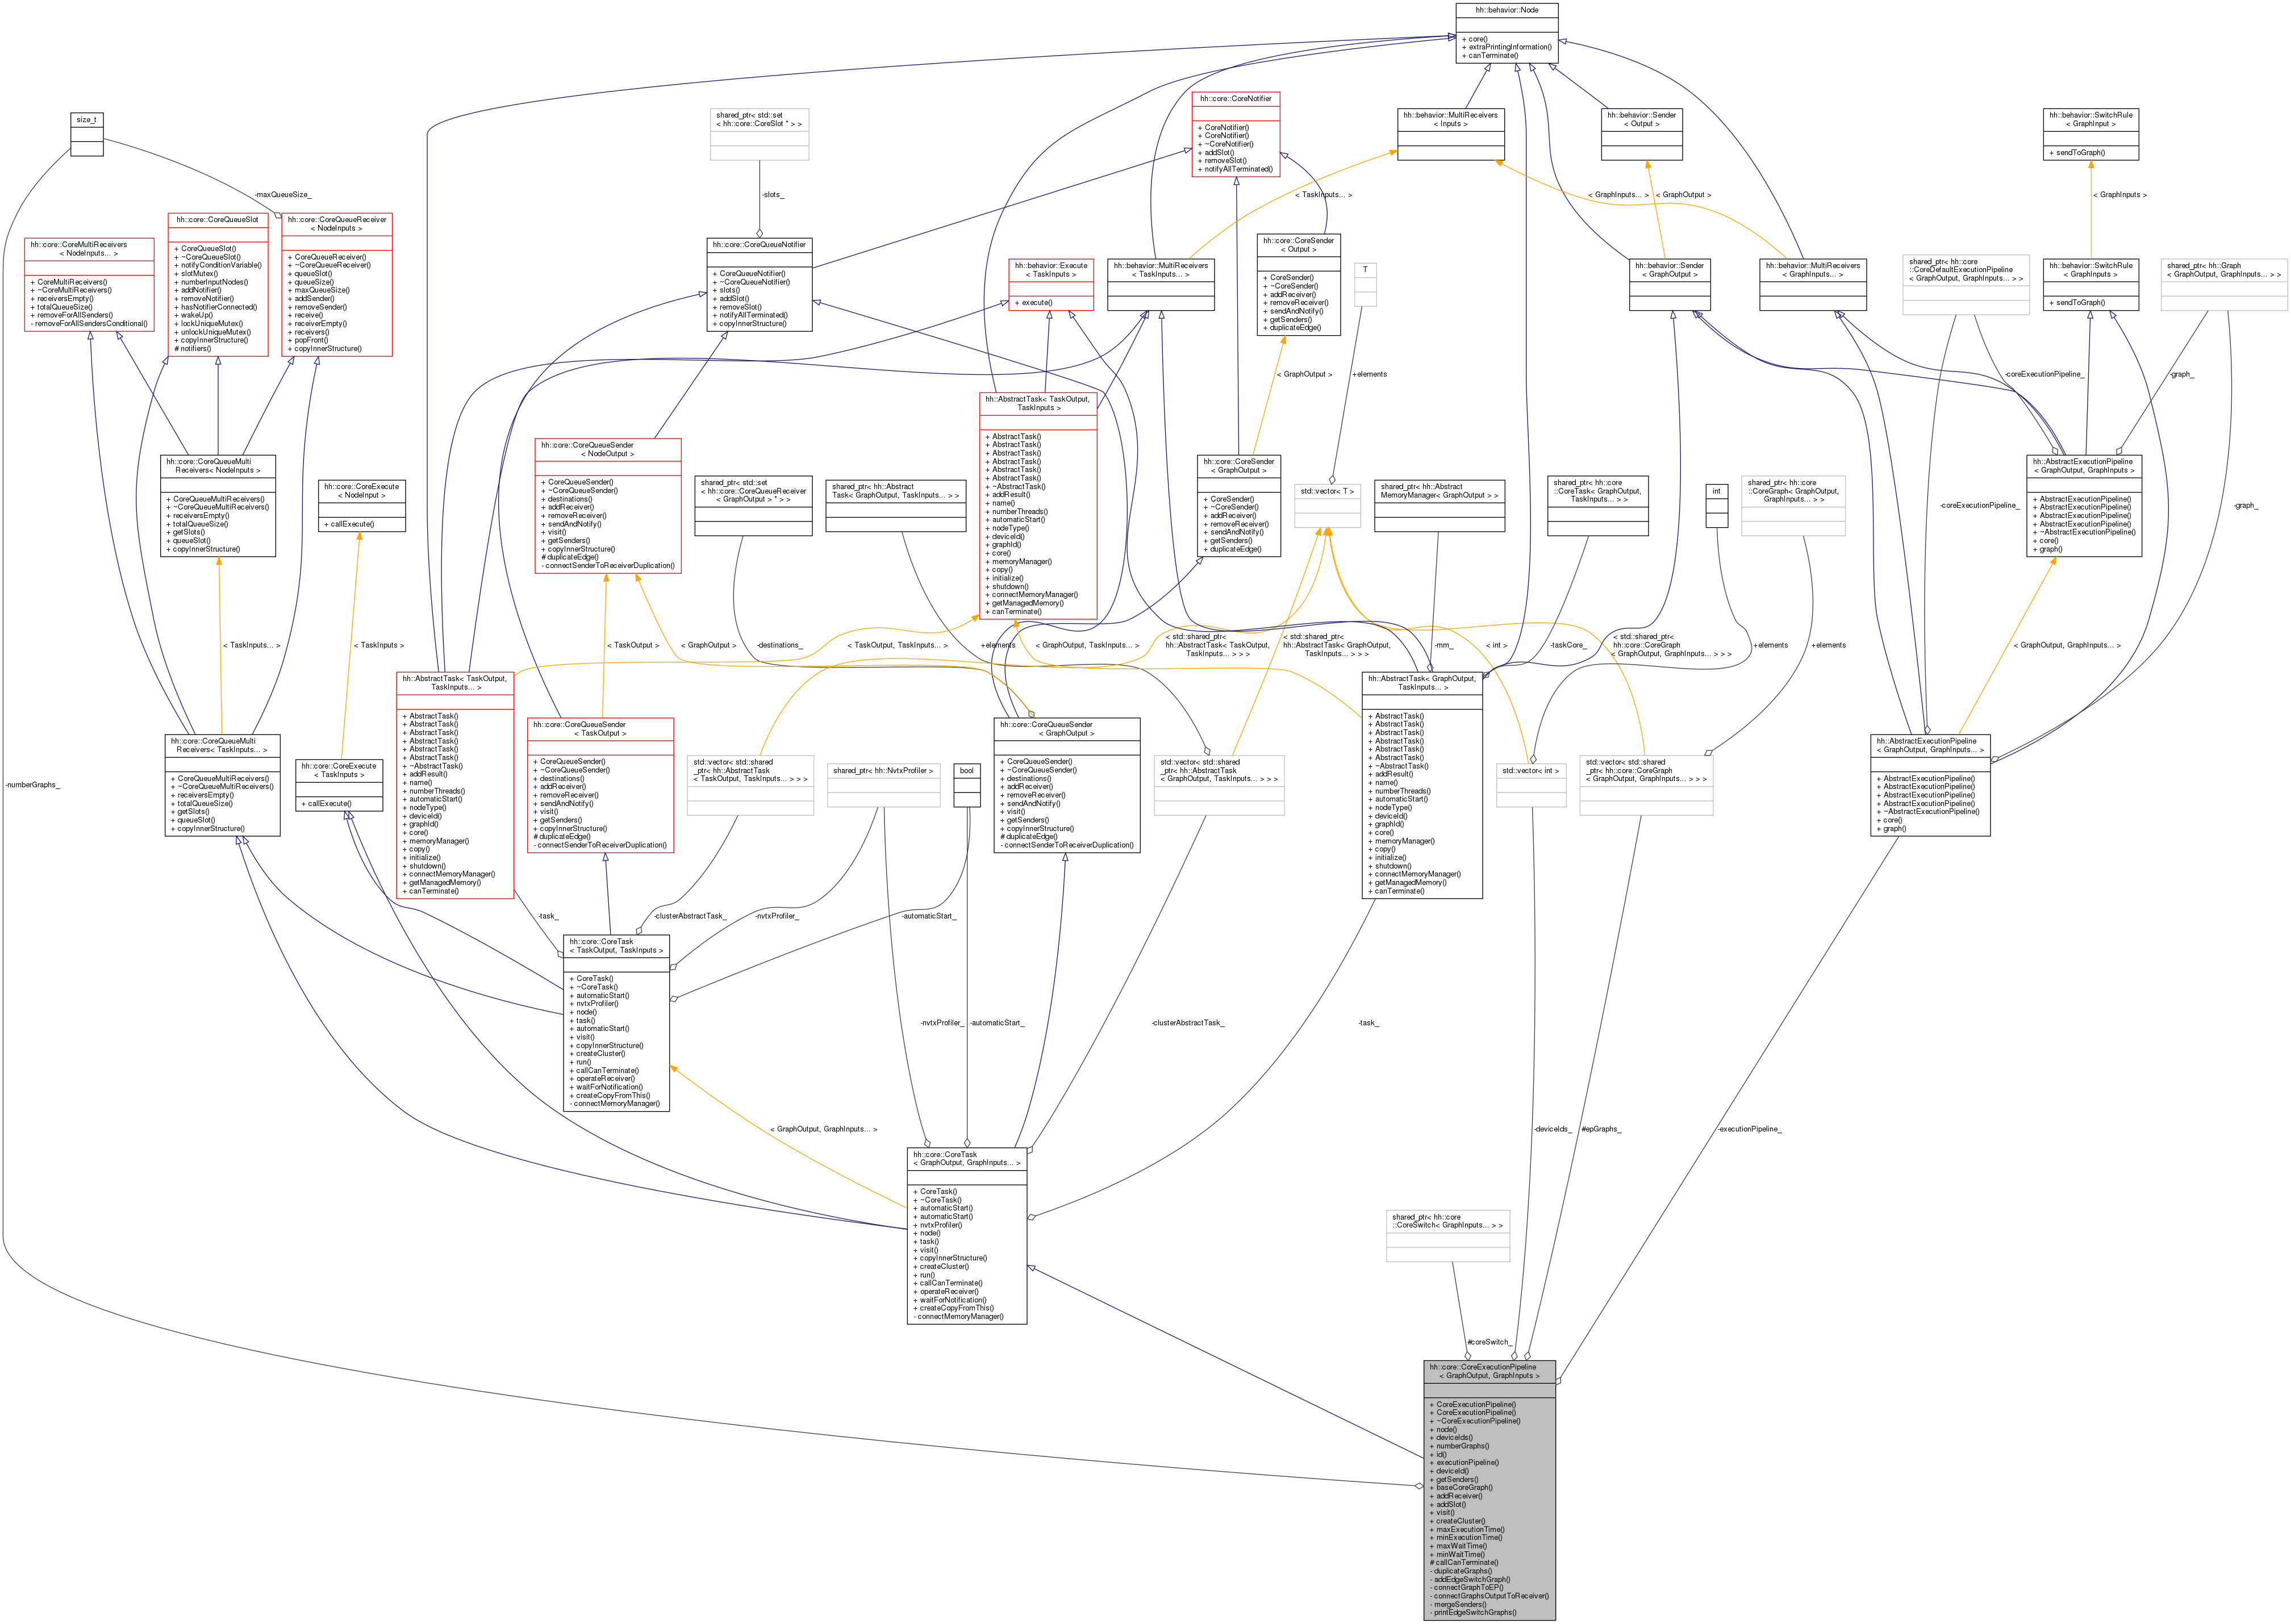 hh::behavior::Node
+ core()
+ extraPrintingInformation()
+ canTerminate()
size_t
shared_ptr< std::set
< hh::core::CoreSlot * > >
hh::core::CoreNotifier
+ CoreNotifier()
+ CoreNotifier()
+ ~CoreNotifier()
+ addSlot()
+ removeSlot()
+ notifyAllTerminated()
hh::behavior::MultiReceivers
< Inputs >
hh::behavior::Sender
< Output >
hh::behavior::SwitchRule
< GraphInput >
+ sendToGraph()
-maxQueueSize_
-slots_
< TaskInputs... >
< GraphInputs... >
< GraphOutput >
< GraphInputs >
hh::core::CoreMultiReceivers
< NodeInputs... >
+ CoreMultiReceivers()
+ ~CoreMultiReceivers()
+ receiversEmpty()
+ totalQueueSize()
+ removeForAllSenders()
- removeForAllSendersConditional()
hh::core::CoreQueueSlot
+ CoreQueueSlot()
+ ~CoreQueueSlot()
+ notifyConditionVariable()
+ slotMutex()
+ numberInputNodes()
+ addNotifier()
+ removeNotifier()
+ hasNotifierConnected()
+ wakeUp()
+ lockUniqueMutex()
+ unlockUniqueMutex()
+ copyInnerStructure()
# notifiers()
hh::core::CoreQueueReceiver
< NodeInputs >
+ CoreQueueReceiver()
+ ~CoreQueueReceiver()
+ queueSlot()
+ queueSize()
+ maxQueueSize()
+ addSender()
+ removeSender()
+ receive()
+ receiverEmpty()
+ receivers()
+ popFront()
+ copyInnerStructure()
hh::core::CoreQueueNotifier
+ CoreQueueNotifier()
+ ~CoreQueueNotifier()
+ slots()
+ addSlot()
+ removeSlot()
+ notifyAllTerminated()
+ copyInnerStructure()
hh::behavior::Execute
< TaskInputs >
+ execute()
hh::behavior::MultiReceivers
< TaskInputs... >
hh::core::CoreSender
< Output >
+ CoreSender()
+ ~CoreSender()
+ addReceiver()
+ removeReceiver()
+ sendAndNotify()
+ getSenders()
+ duplicateEdge()
T
hh::behavior::Sender
< GraphOutput >
hh::behavior::MultiReceivers
< GraphInputs... >
shared_ptr< hh::core
::CoreDefaultExecutionPipeline
< GraphOutput, GraphInputs... > >
hh::behavior::SwitchRule
< GraphInputs >
+ sendToGraph()
shared_ptr< hh::Graph
< GraphOutput, GraphInputs... > >
< GraphOutput >
+elements
-coreExecutionPipeline_
-graph_
hh::core::CoreQueueMulti
Receivers< NodeInputs >
+ CoreQueueMultiReceivers()
+ ~CoreQueueMultiReceivers()
+ receiversEmpty()
+ totalQueueSize()
+ getSlots()
+ queueSlot()
+ copyInnerStructure()
hh::core::CoreExecute
< NodeInput >
+ callExecute()
hh::core::CoreQueueSender
< NodeOutput >
+ CoreQueueSender()
+ ~CoreQueueSender()
+ destinations()
+ addReceiver()
+ removeReceiver()
+ sendAndNotify()
+ visit()
+ getSenders()
+ copyInnerStructure()
# duplicateEdge()
- connectSenderToReceiverDuplication()
shared_ptr< std::set
< hh::core::CoreQueueReceiver
< GraphOutput > * > >
shared_ptr< hh::Abstract
Task< GraphOutput, TaskInputs... > >
hh::AbstractTask< TaskOutput,
TaskInputs >
+ AbstractTask()
+ AbstractTask()
+ AbstractTask()
+ AbstractTask()
+ AbstractTask()
+ AbstractTask()
+ ~AbstractTask()
+ addResult()
+ name()
+ numberThreads()
+ automaticStart()
+ nodeType()
+ deviceId()
+ graphId()
+ core()
+ memoryManager()
+ copy()
+ initialize()
+ shutdown()
+ connectMemoryManager()
+ getManagedMemory()
+ canTerminate()
hh::core::CoreSender
< GraphOutput >
+ CoreSender()
+ ~CoreSender()
+ addReceiver()
+ removeReceiver()
+ sendAndNotify()
+ getSenders()
+ duplicateEdge()
std::vector< T >
shared_ptr< hh::Abstract
MemoryManager< GraphOutput > >
shared_ptr< hh::core
::CoreTask< GraphOutput,
TaskInputs... > >
int
shared_ptr< hh::core
::CoreGraph< GraphOutput,
GraphInputs... > >
-coreExecutionPipeline_
hh::AbstractExecutionPipeline
< GraphOutput, GraphInputs >
+ AbstractExecutionPipeline()
+ AbstractExecutionPipeline()
+ AbstractExecutionPipeline()
+ AbstractExecutionPipeline()
+ ~AbstractExecutionPipeline()
+ core()
+ graph()
-graph_
< TaskInputs... >
< TaskInputs >
< TaskOutput >
< GraphOutput >
-destinations_
< TaskOutput, TaskInputs... >
+elements
< GraphOutput, TaskInputs... >
< std::shared_ptr<
hh::AbstractTask< TaskOutput,
TaskInputs... > > >
< std::shared_ptr<
hh::AbstractTask< GraphOutput,
TaskInputs... > > >
-mm_
< int >
-taskCore_
< std::shared_ptr<
hh::core::CoreGraph
< GraphOutput, GraphInputs... > > >
+elements
+elements
< GraphOutput, GraphInputs... >
-numberGraphs_
hh::core::CoreQueueMulti
Receivers< TaskInputs... >
+ CoreQueueMultiReceivers()
+ ~CoreQueueMultiReceivers()
+ receiversEmpty()
+ totalQueueSize()
+ getSlots()
+ queueSlot()
+ copyInnerStructure()
hh::core::CoreExecute
< TaskInputs >
+ callExecute()
hh::AbstractTask< TaskOutput,
TaskInputs... >
+ AbstractTask()
+ AbstractTask()
+ AbstractTask()
+ AbstractTask()
+ AbstractTask()
+ AbstractTask()
+ ~AbstractTask()
+ addResult()
+ name()
+ numberThreads()
+ automaticStart()
+ nodeType()
+ deviceId()
+ graphId()
+ core()
+ memoryManager()
+ copy()
+ initialize()
+ shutdown()
+ connectMemoryManager()
+ getManagedMemory()
+ canTerminate()
hh::core::CoreQueueSender
< TaskOutput >
+ CoreQueueSender()
+ ~CoreQueueSender()
+ destinations()
+ addReceiver()
+ removeReceiver()
+ sendAndNotify()
+ visit()
+ getSenders()
+ copyInnerStructure()
# duplicateEdge()
- connectSenderToReceiverDuplication()
std::vector< std::shared
_ptr< hh::AbstractTask
< TaskOutput, TaskInputs... > > >
shared_ptr< hh::NvtxProfiler >
bool
hh::core::CoreQueueSender
< GraphOutput >
+ CoreQueueSender()
+ ~CoreQueueSender()
+ destinations()
+ addReceiver()
+ removeReceiver()
+ sendAndNotify()
+ visit()
+ getSenders()
+ copyInnerStructure()
# duplicateEdge()
- connectSenderToReceiverDuplication()
std::vector< std::shared
_ptr< hh::AbstractTask
< GraphOutput, TaskInputs... > > >
hh::AbstractTask< GraphOutput,
TaskInputs... >
+ AbstractTask()
+ AbstractTask()
+ AbstractTask()
+ AbstractTask()
+ AbstractTask()
+ AbstractTask()
+ ~AbstractTask()
+ addResult()
+ name()
+ numberThreads()
+ automaticStart()
+ nodeType()
+ deviceId()
+ graphId()
+ core()
+ memoryManager()
+ copy()
+ initialize()
+ shutdown()
+ connectMemoryManager()
+ getManagedMemory()
+ canTerminate()
std::vector< int >
std::vector< std::shared
_ptr< hh::core::CoreGraph
< GraphOutput, GraphInputs... > > >
hh::AbstractExecutionPipeline
< GraphOutput, GraphInputs... >
+ AbstractExecutionPipeline()
+ AbstractExecutionPipeline()
+ AbstractExecutionPipeline()
+ AbstractExecutionPipeline()
+ ~AbstractExecutionPipeline()
+ core()
+ graph()
-task_
-clusterAbstractTask_
-nvtxProfiler_
-automaticStart_
hh::core::CoreTask
< TaskOutput, TaskInputs >
+ CoreTask()
+ ~CoreTask()
+ automaticStart()
+ nvtxProfiler()
+ node()
+ task()
+ automaticStart()
+ visit()
+ copyInnerStructure()
+ createCluster()
+ run()
+ callCanTerminate()
+ operateReceiver()
+ waitForNotification()
+ createCopyFromThis()
- connectMemoryManager()
-nvtxProfiler_
-automaticStart_
-clusterAbstractTask_
-task_
< GraphOutput, GraphInputs... >
-deviceIds_
#epGraphs_
-executionPipeline_
hh::core::CoreTask
< GraphOutput, GraphInputs... >
+ CoreTask()
+ ~CoreTask()
+ automaticStart()
+ automaticStart()
+ nvtxProfiler()
+ node()
+ task()
+ visit()
+ copyInnerStructure()
+ createCluster()
+ run()
+ callCanTerminate()
+ operateReceiver()
+ waitForNotification()
+ createCopyFromThis()
- connectMemoryManager()
shared_ptr< hh::core
::CoreSwitch< GraphInputs... > >
#coreSwitch_
hh::core::CoreExecutionPipeline
< GraphOutput, GraphInputs >
+ CoreExecutionPipeline()
+ CoreExecutionPipeline()
+ ~CoreExecutionPipeline()
+ node()
+ deviceIds()
+ numberGraphs()
+ id()
+ executionPipeline()
+ deviceId()
+ getSenders()
+ baseCoreGraph()
+ addReceiver()
+ addSlot()
+ visit()
+ createCluster()
+ maxExecutionTime()
+ minExecutionTime()
+ maxWaitTime()
+ minWaitTime()
# callCanTerminate()
- duplicateGraphs()
- addEdgeSwitchGraph()
- connectGraphToEP()
- connectGraphsOutputToReceiver()
- mergeSenders()
- printEdgeSwitchGraphs()